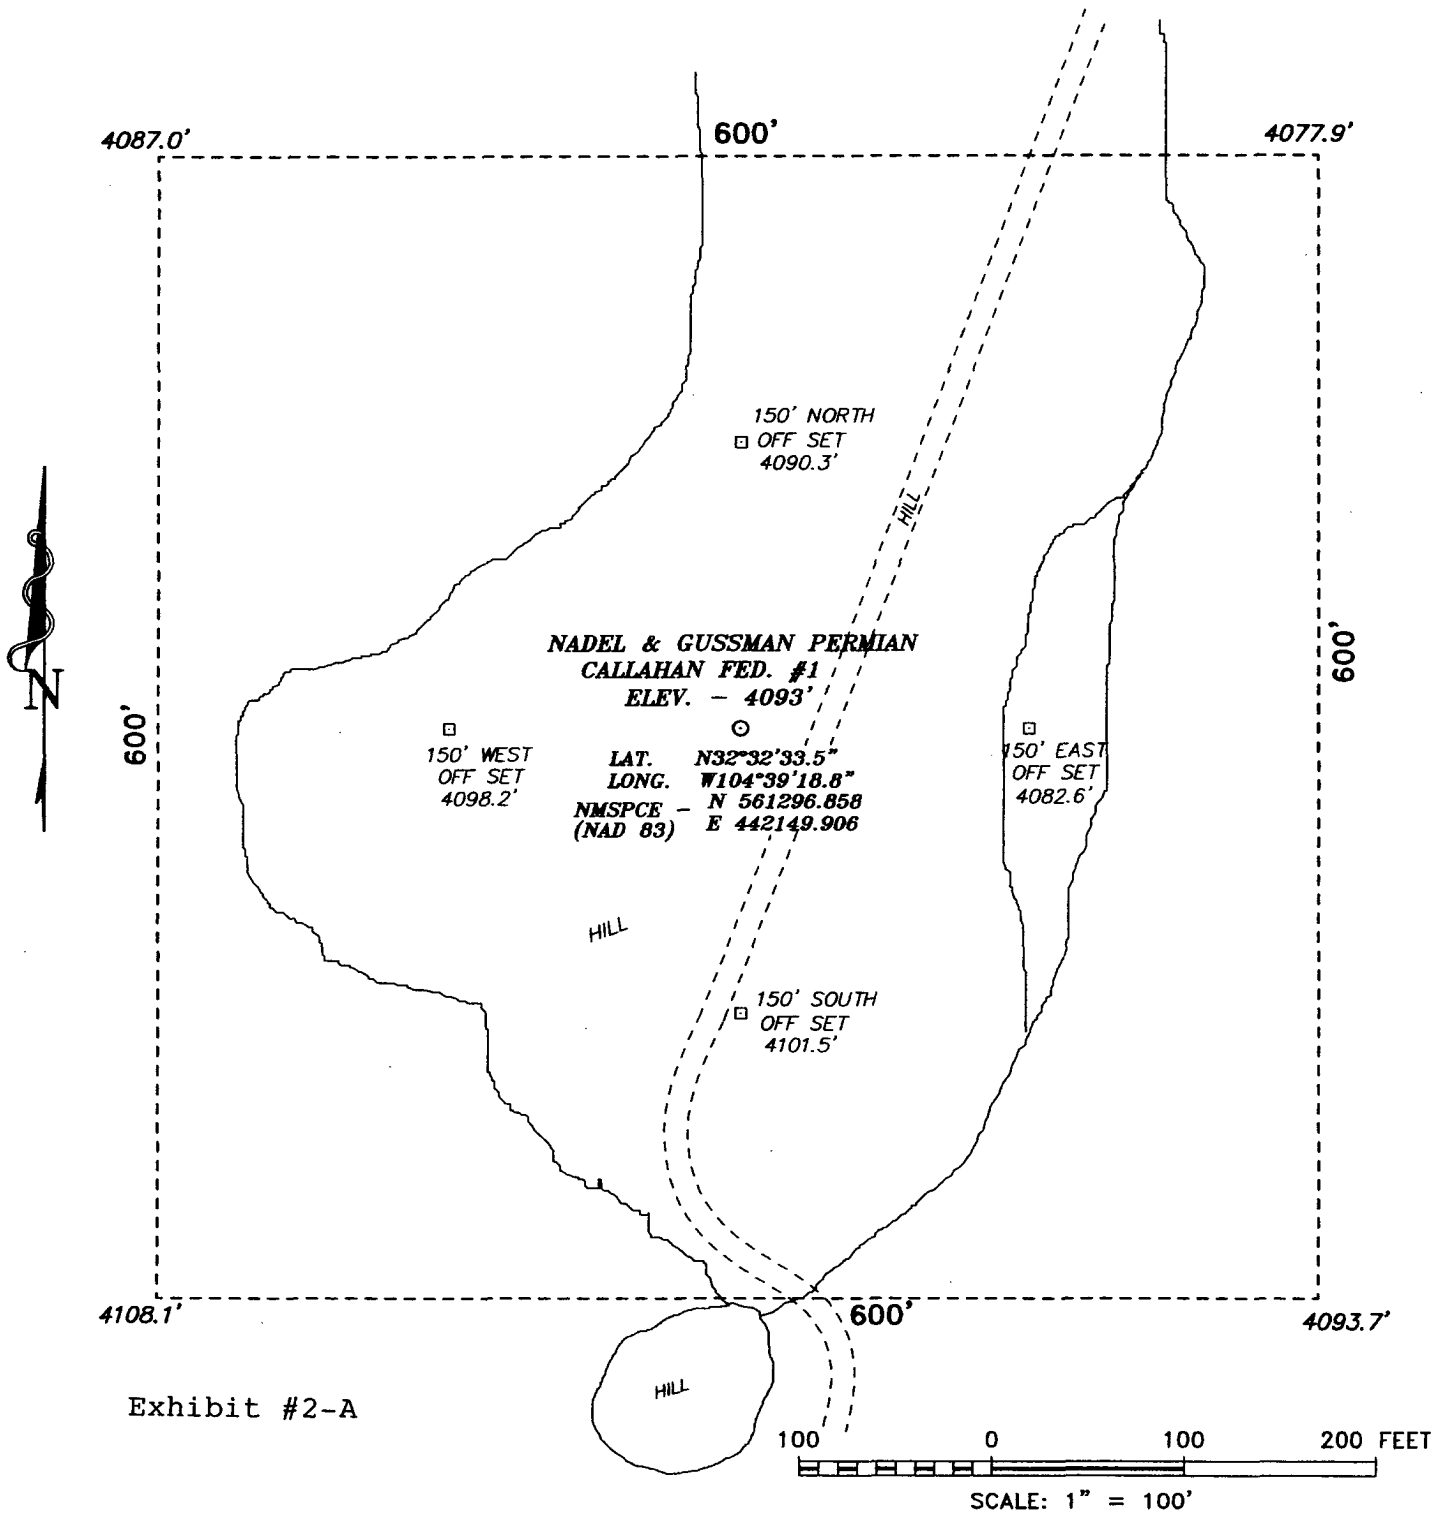 4087.0'
600'
4077.9'
150' NORTH
OFF SET
4090.3'
HILL
N
NADEL & GUSSMAN PERMIAN
CALLAHAN FED. #1
ELEV. - 4093'
600'
600'
150' WEST
OFF SET
4098.2'
LAT. N32°32'33.5"
LONG. W104°39'18.8"
NMSPCE - N 561296.858
(NAD 83) E 442149.906
150' EAST
OFF SET
4082.6'
HILL
150' SOUTH
OFF SET
4101.5'
4108.1'
600'
4093.7'
HILL
Exhibit #2-A
100 0 100 200 FEET
SCALE: 1" = 100'